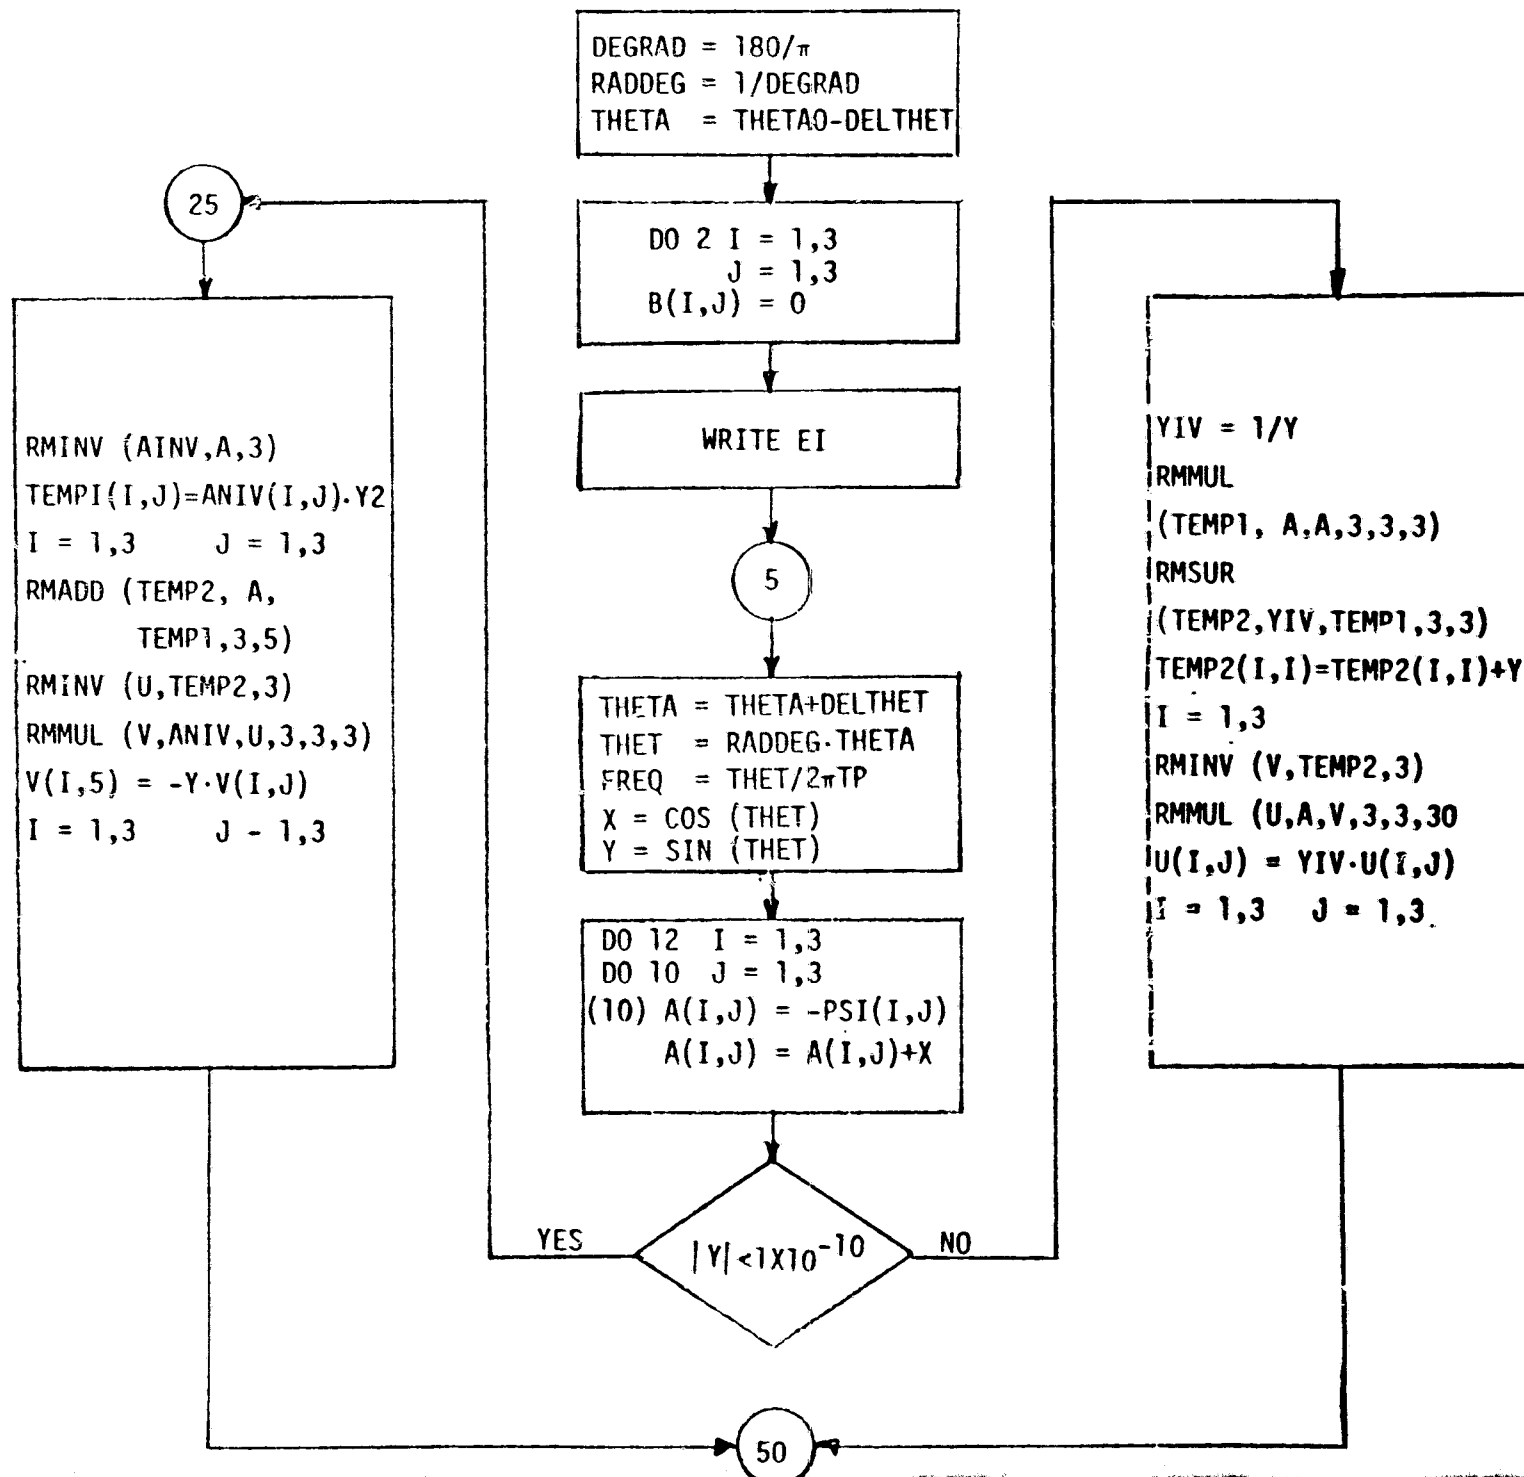 DEGRAD = 180/π
RADDEG = 1/DEGRAD
THETA = THETAO-DELTHET
DO 2 I = 1,3
J = 1,3
B(I,J) = 0
WRITE EI
5
THETA = THETA+DELTHET
THET = RADDEG·THETA
FREQ = THET/2πTP
X = COS (THET)
Y = SIN (THET)
DO 12 I = 1,3
DO 10 J = 1,3
(10) A(I,J) = -PSI(I,J)
A(I,J) = A(I,J)+X
|Y|<1X10⁻¹⁰
YES
NO
25
RMINV (AINV,A,3)
TEMPI(I,J)=ANIV(I,J)·Y2
I = 1,3 J = 1,3
RMADD (TEMP2, A,
TEMP1,3,5)
RMINV (U,TEMP2,3)
RMMUL (V,ANIV,U,3,3,3)
V(I,5) = -Y·V(I,J)
I = 1,3 J - 1,3
YIV = 1/Y
RMMUL
(TEMP1, A,A,3,3,3)
RMSUR
(TEMP2,YIV,TEMP1,3,3)
TEMP2(I,I)=TEMP2(I,I)+Y
I = 1,3
RMINV (V,TEMP2,3)
RMMUL (U,A,V,3,3,30
U(I,J) = YIV·U(I,J)
I = 1,3 J = 1,3.
50